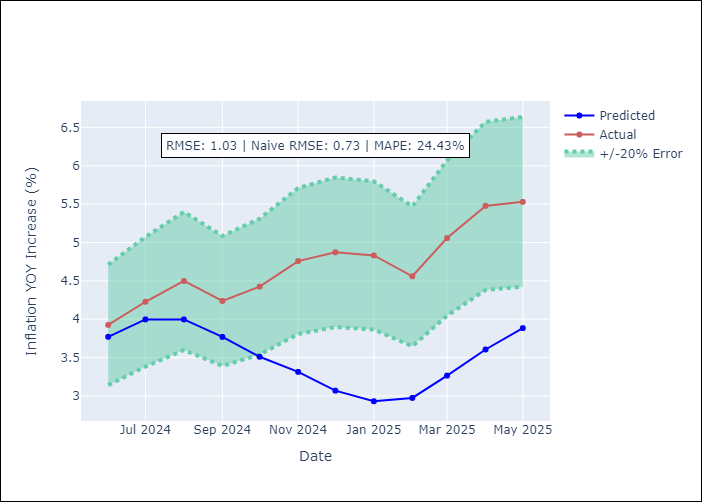 RMSE: 1.03 | Naive RMSE: 0.73 | MAPE: 24.43%
Predicted
Actual
+/-20% Error
Inflation YOY Increase (%)
6.5
6
5.5
5
4.5
4
3.5
3
Jul 2024
Sep 2024
Nov 2024
Jan 2025
Mar 2025
May 2025
Date